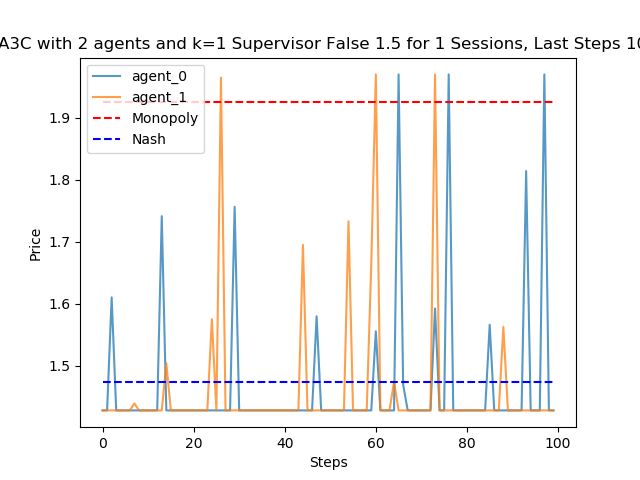 A3C with 2 agents and k=1 Supervisor False 1.5 for 1 Sessions, Last Steps 10
agent_0
agent_1
Monopoly
Nash
Price
1.9
1.8
1.7
1.6
1.5
0
20
40
60
80
100
Steps